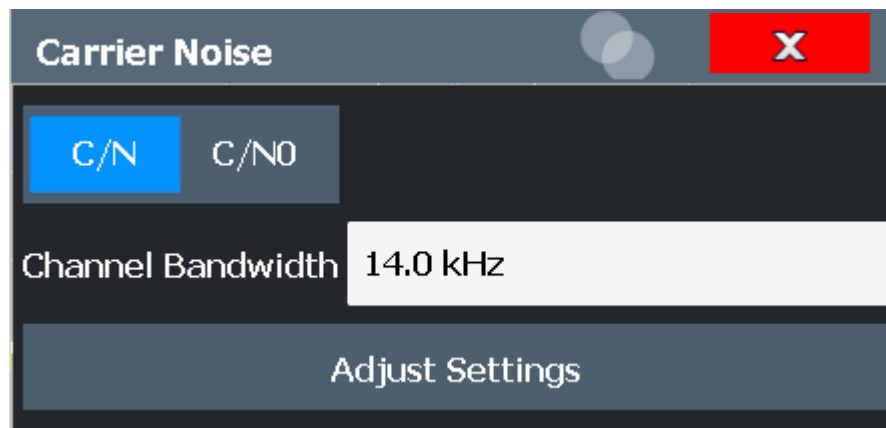 Carrier Noise X
C/N C/N0
Channel Bandwidth 14.0 kHz
Adjust Settings